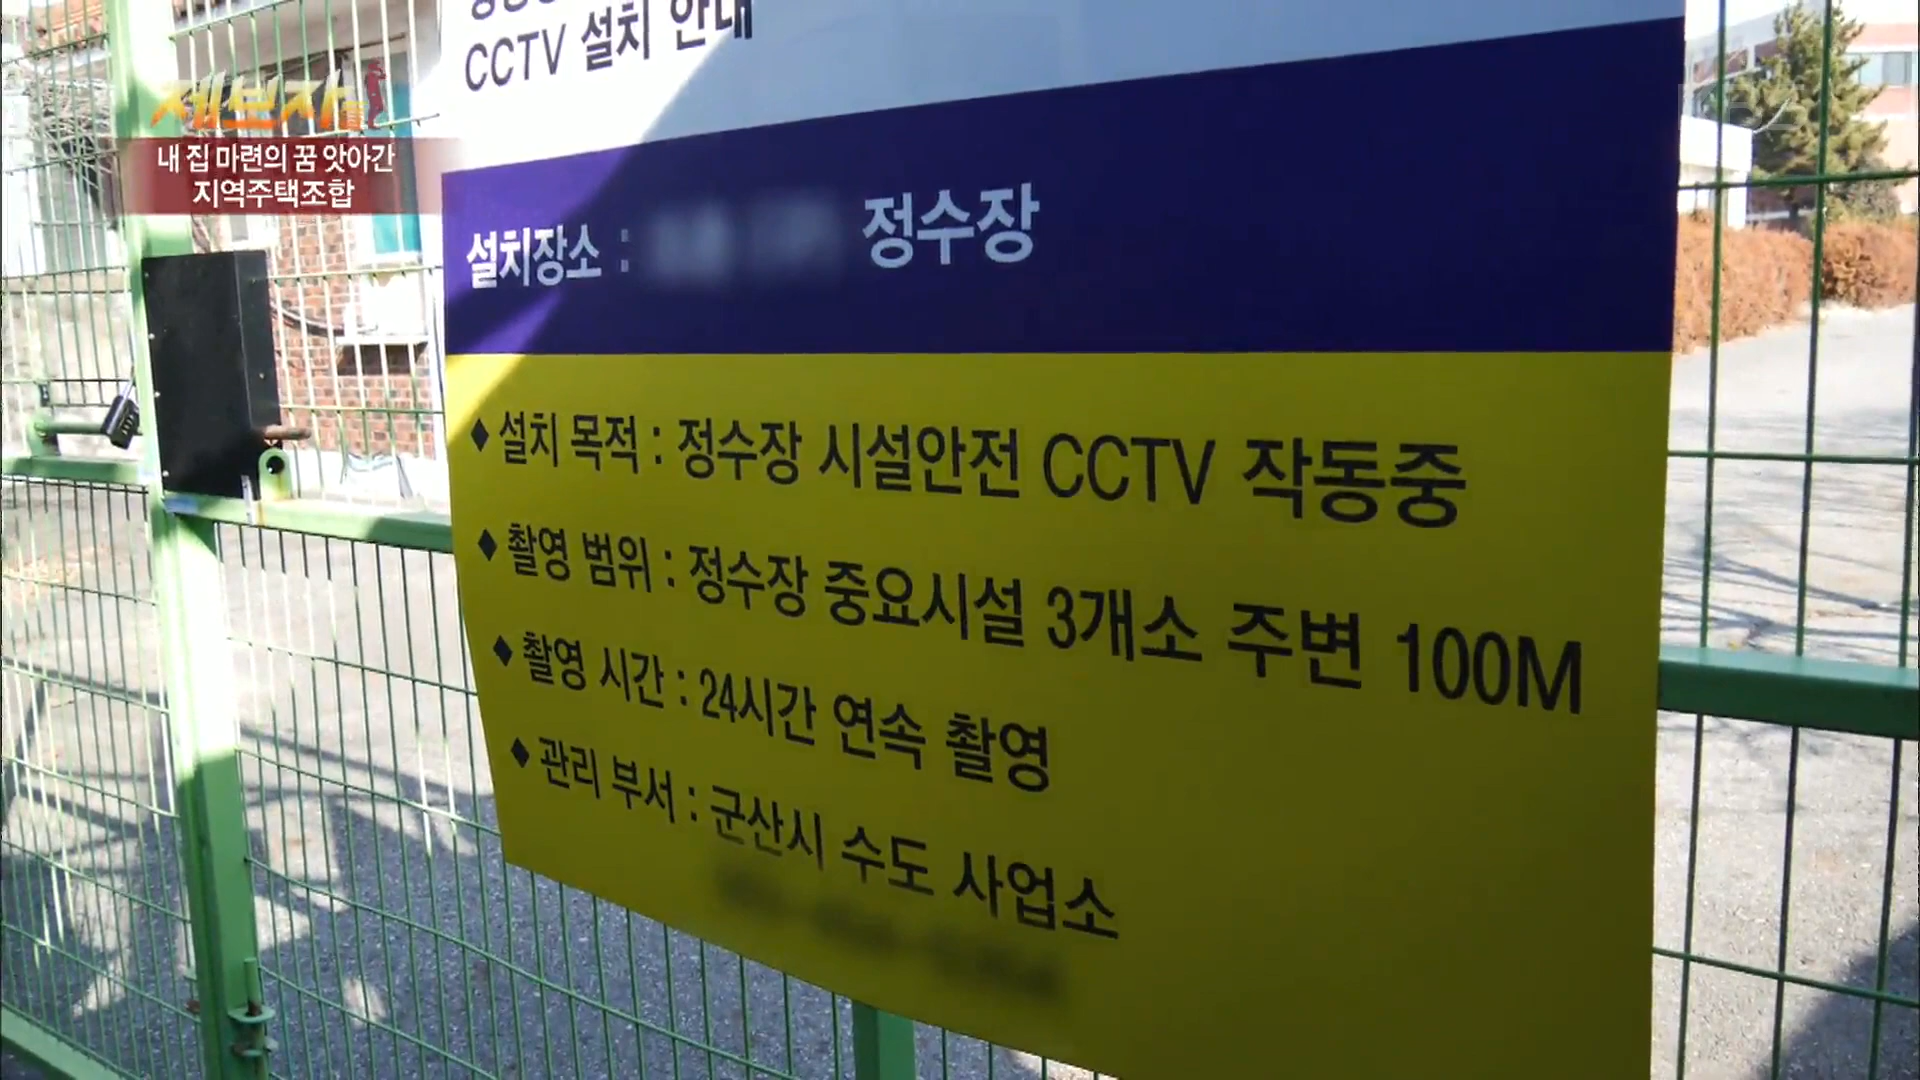 CCTV 설치 안내
제보자들
내 집 마련의 꿈 앗아간
지역주택조합
설치장소 : 정수장
◆ 설치 목적 : 정수장 시설안전 CCTV 작동중
◆ 촬영 범위 : 정수장 중요시설 3개소 주변 100M
◆ 촬영 시간 : 24시간 연속 촬영
◆ 관리 부서 : 군산시 수도 사업소